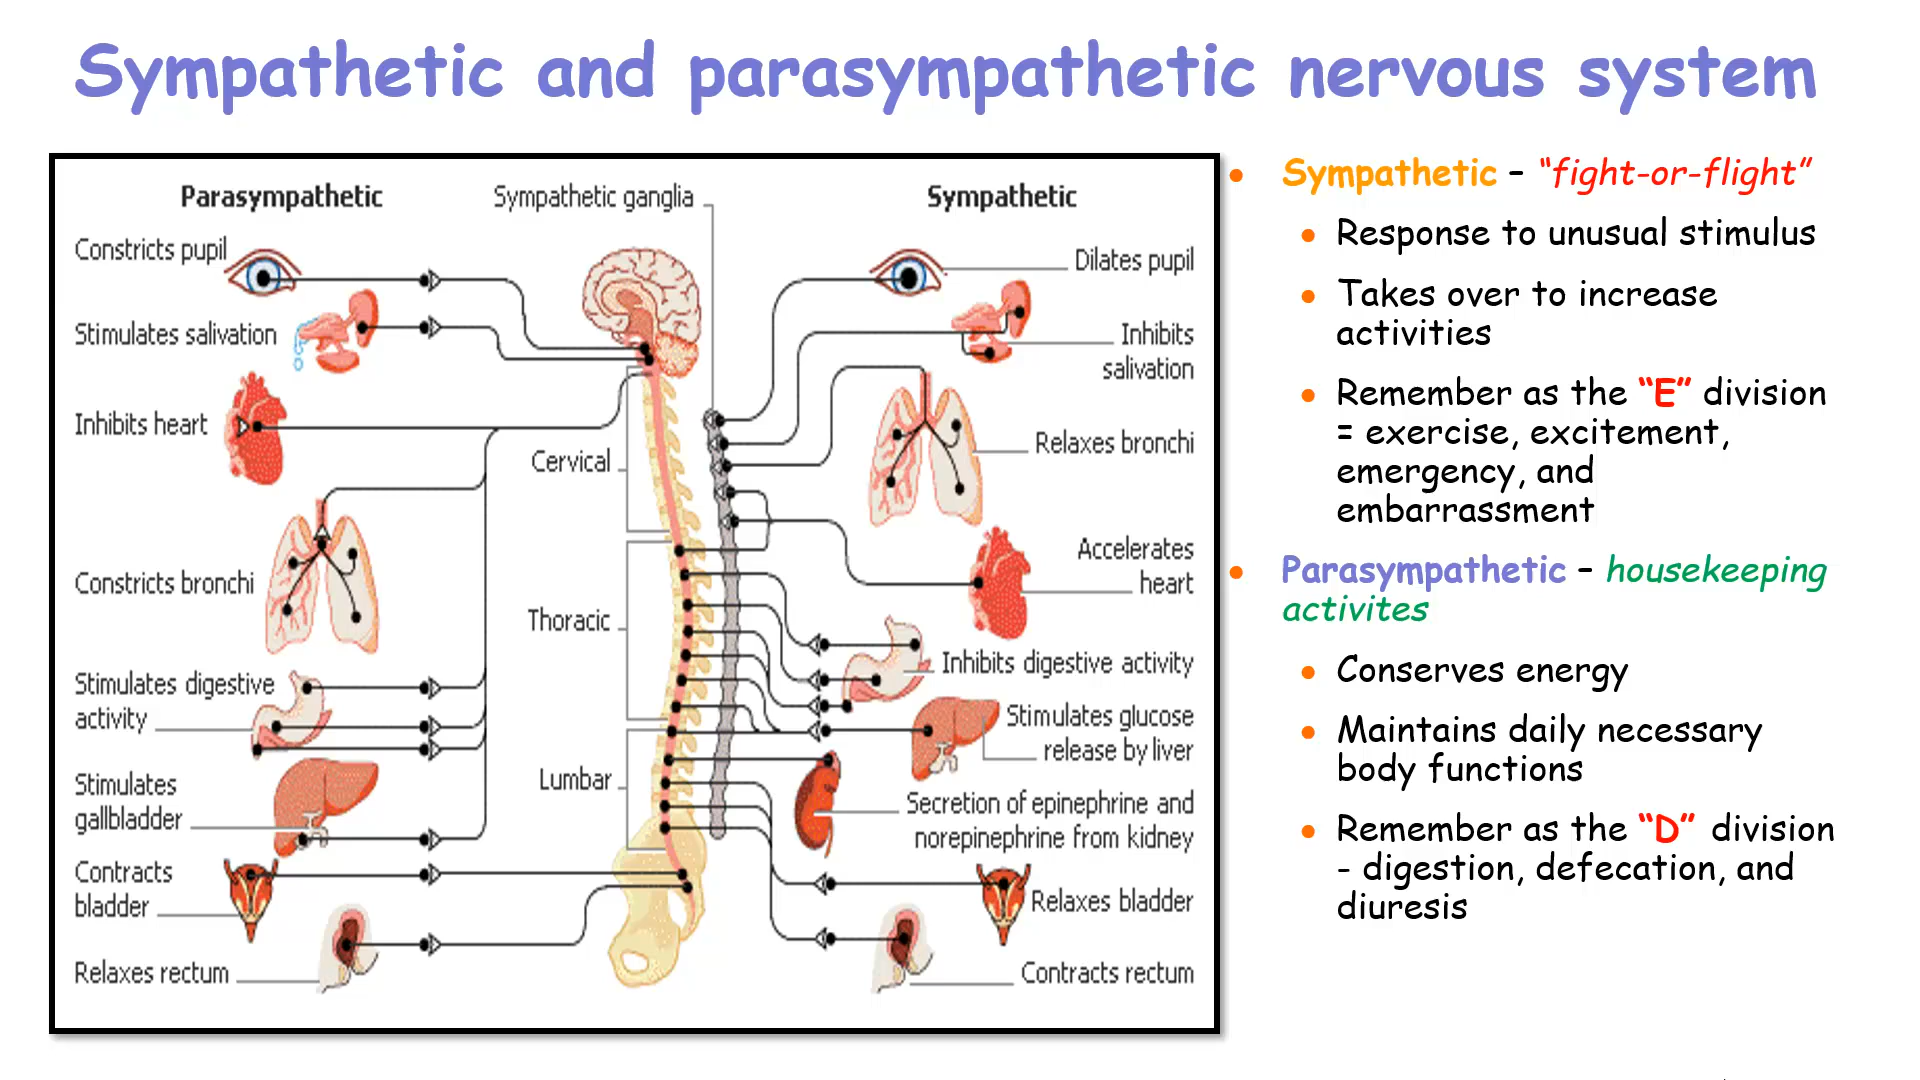 Sympathetic and parasympathetic nervous system
Parasympathetic
Sympathetic ganglia
Sympathetic
Constricts pupil
Stimulates salivation
Inhibits heart
Constricts bronchi
Stimulates digestive
activity
Stimulates
gallbladder
Contracts
bladder
Relaxes rectum
Cervical
Thoracic
Lumbar
Dilates pupil
Inhibits
salivation
Relaxes bronchi
Accelerates
heart
Inhibits digestive activity
Stimulates glucose
release by liver
Secretion of epinephrine and
norepinephrine from kidney
Relaxes bladder
Contracts rectum
• Sympathetic – “fight-or-flight”
• Response to unusual stimulus
• Takes over to increase
activities
• Remember as the “E” division
= exercise, excitement,
emergency, and
embarrassment
• Parasympathetic – housekeeping
activites
• Conserves energy
• Maintains daily necessary
body functions
• Remember as the “D” division
- digestion, defecation, and
diuresis